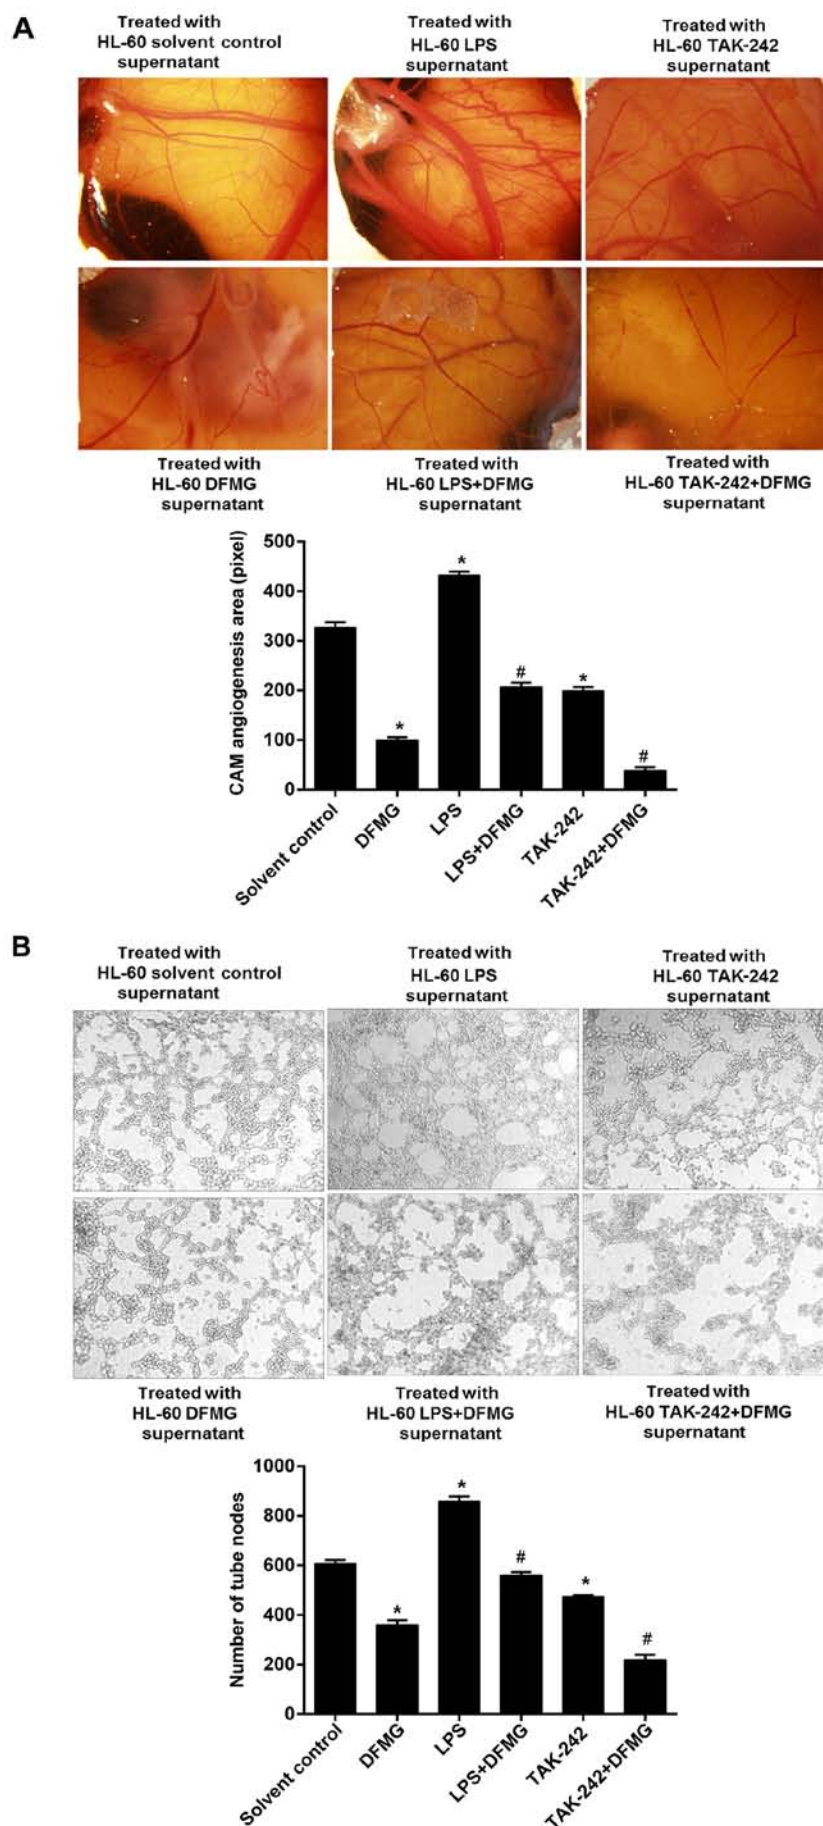 A
Treated with
HL-60 solvent control
supernatant
Treated with
HL-60 LPS
supernatant
Treated with
HL-60 TAK-242
supernatant
Treated with
HL-60 DFMG
supernatant
Treated with
HL-60 LPS+DFMG
supernatant
Treated with
HL-60 TAK-242+DFMG
supernatant
CAM angiogenesis area (pixel)
500
400
300
200
100
0
*
*
#
*
#
Solvent control
DFMG
LPS
LPS+DFMG
TAK-242
TAK-242+DFMG
B
Treated with
HL-60 solvent control
supernatant
Treated with
HL-60 LPS
supernatant
Treated with
HL-60 TAK-242
supernatant
Treated with
HL-60 DFMG
supernatant
Treated with
HL-60 LPS+DFMG
supernatant
Treated with
HL-60 TAK-242+DFMG
supernatant
Number of tube nodes
1000
800
600
400
200
0
*
*
#
*
#
Solvent control
DFMG
LPS
LPS+DFMG
TAK-242
TAK-242+DFMG